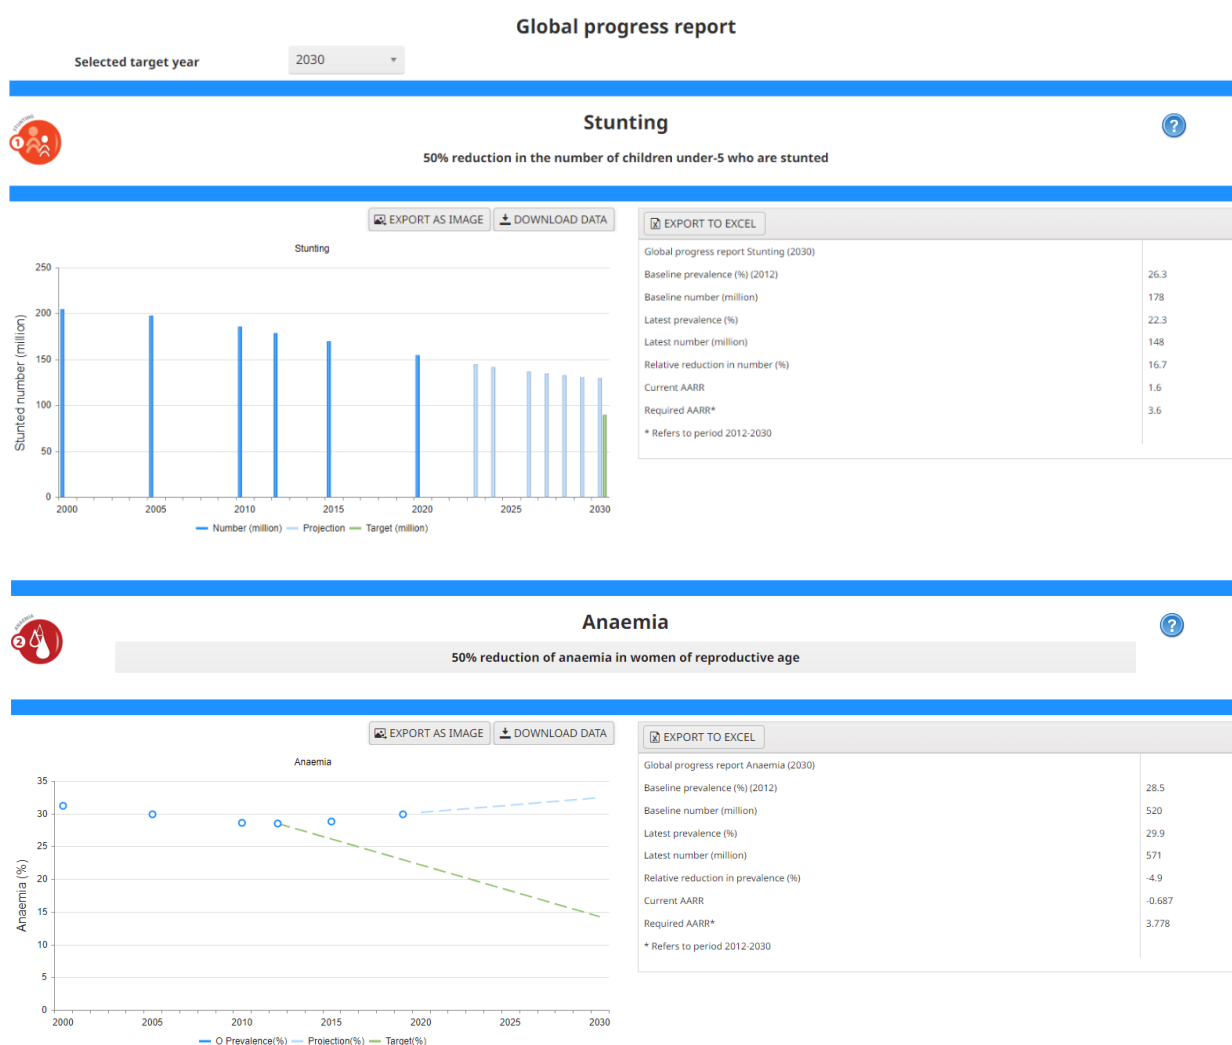 Global progress report
Selected target year 2030
STUNTING
1
Stunting
?
50% reduction in the number of children under-5 who are stunted
EXPORT AS IMAGE DOWNLOAD DATA
EXPORT TO EXCEL
Stunting
250
200
150
100
50
0
Stunted number (million)
2000 2005 2010 2015 2020 2025 2030
Number (million) Projection Target (million)
Global progress report Stunting (2030)
Baseline prevalence (%) (2012) 26.3
Baseline number (million) 178
Latest prevalence (%) 22.3
Latest number (million) 148
Relative reduction in number (%) 16.7
Current AARR 1.6
Required AARR* 3.6
* Refers to period 2012-2030
ANAEMIA
2
Anaemia
?
50% reduction of anaemia in women of reproductive age
EXPORT AS IMAGE DOWNLOAD DATA
EXPORT TO EXCEL
Anaemia
35
30
25
20
15
10
5
0
Anaemia (%)
2000 2005 2010 2015 2020 2025 2030
O Prevalence(%) Projection(%) Target(%)
Global progress report Anaemia (2030)
Baseline prevalence (%) (2012) 28.5
Baseline number (million) 520
Latest prevalence (%) 29.9
Latest number (million) 571
Relative reduction in prevalence (%) -4.9
Current AARR -0.687
Required AARR* 3.778
* Refers to period 2012-2030